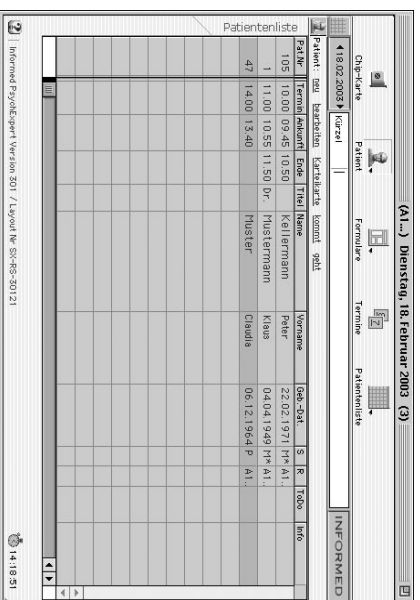 (A1...) Dienstag, 18. Februar 2003 (3)
Chip-Karte Patient Formulare Termine Patientenliste
18.02.2003 Kürzel INFORMED
Patient: neu bearbeiten Karteikarte kommt geht
Pat.Nr Termin Ankunft Ende Titel Name Vorname Geb.-Dat. S R ToDo Info
105 10.00 09.45 10.50 Kellermann Peter 22.02.1971 M* A1..
1 11.00 10.55 11.50 Dr. Mustermann Klaus 04.04.1949 M* A1..
47 14.00 13.40 Muster Claudia 06.12.1964 P A1..
Patientenliste
Informed PsychExpert Version 301 / Layout Nr SX-RS-30121 14:18:51